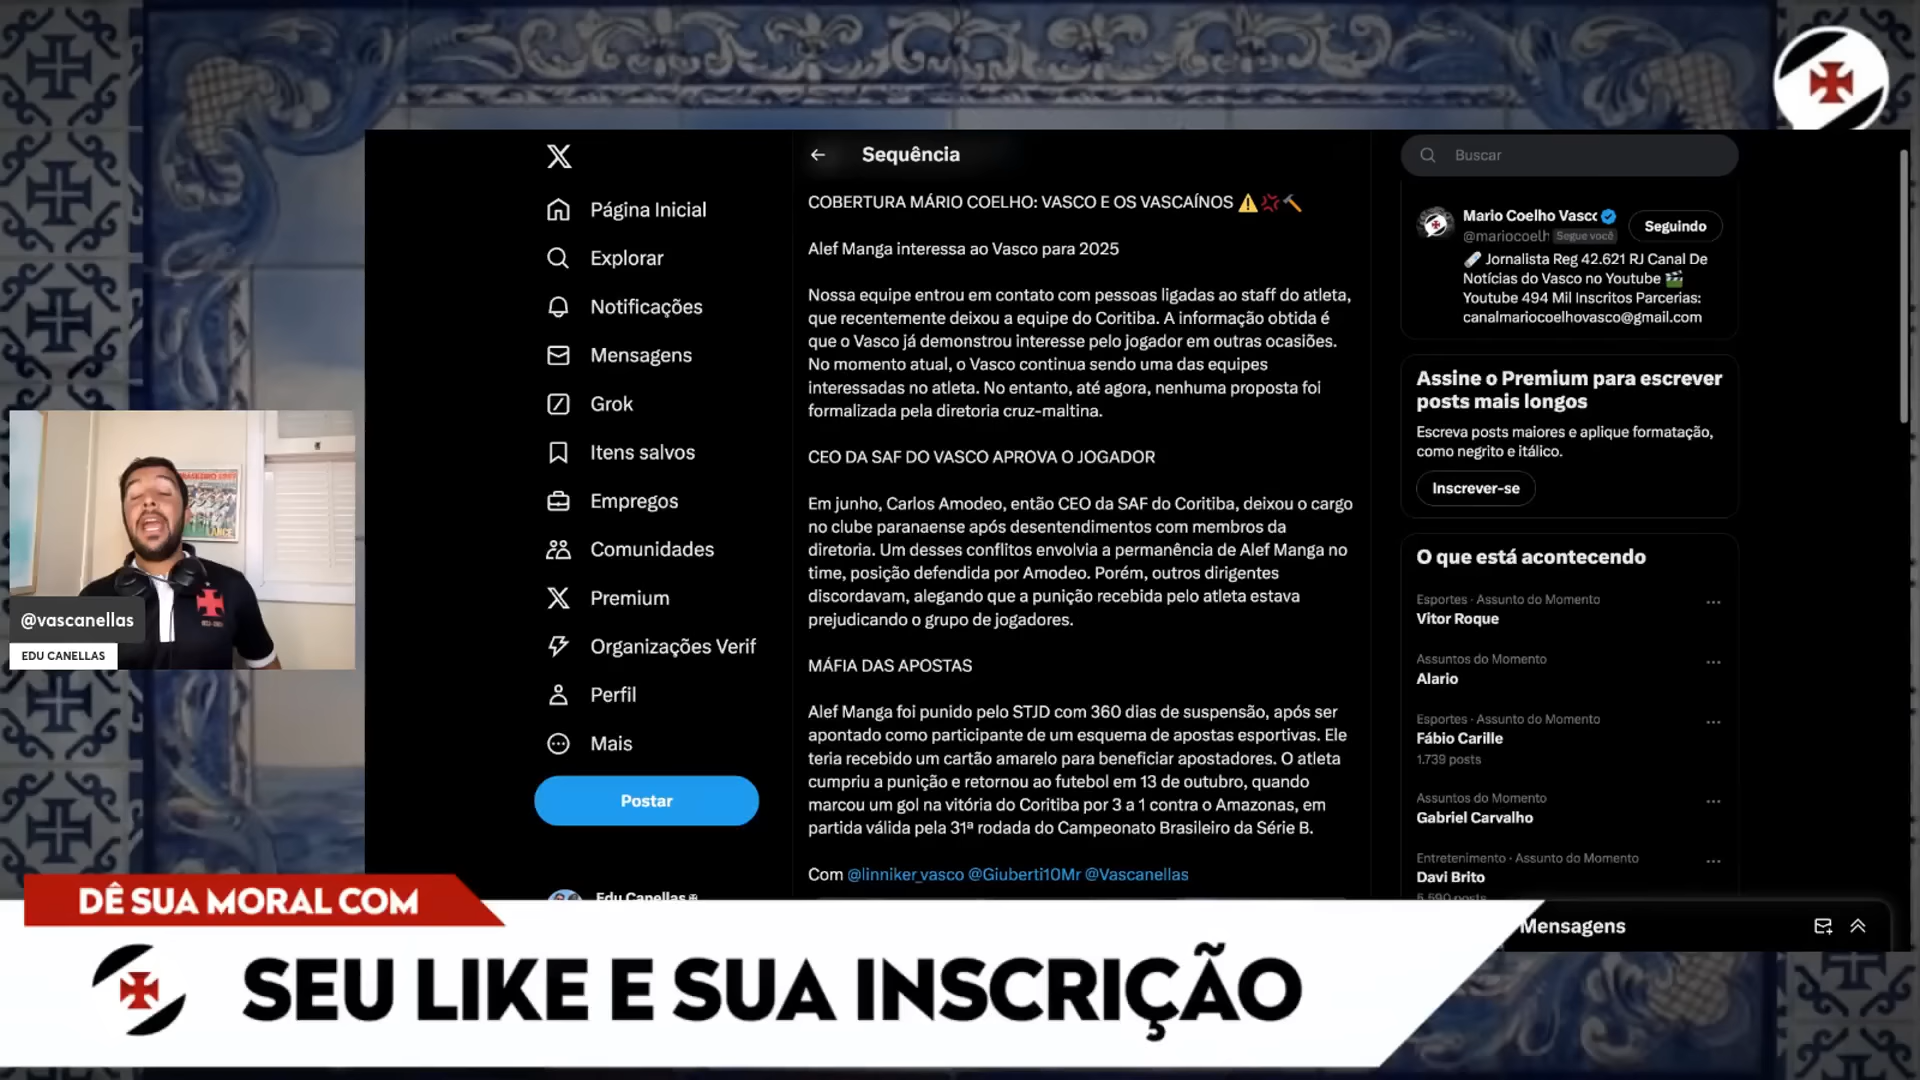 Sequência
Página Inicial
Explorar
Notificações
Mensagens
Grok
Itens salvos
Empregos
Comunidades
Premium
Organizações Verif
Perfil
Mais
Postar
Edu Canellas
COBERTURA MÁRIO COELHO: VASCO E OS VASCAÍNOS ⚠️💢🔨
Alef Manga interessa ao Vasco para 2025
Nossa equipe entrou em contato com pessoas ligadas ao staff do atleta,
que recentemente deixou a equipe do Coritiba. A informação obtida é
que o Vasco já demonstrou interesse pelo jogador em outras ocasiões.
No momento atual, o Vasco continua sendo uma das equipes
interessadas no atleta. No entanto, até agora, nenhuma proposta foi
formalizada pela diretoria cruz-maltina.
CEO DA SAF DO VASCO APROVA O JOGADOR
Em junho, Carlos Amodeo, então CEO da SAF do Coritiba, deixou o cargo
no clube paranaense após desentendimentos com membros da
diretoria. Um desses conflitos envolvia a permanência de Alef Manga no
time, posição defendida por Amodeo. Porém, outros dirigentes
discordavam, alegando que a punição recebida pelo atleta estava
prejudicando o grupo de jogadores.
MÁFIA DAS APOSTAS
Alef Manga foi punido pelo STJD com 360 dias de suspensão, após ser
apontado como participante de um esquema de apostas esportivas. Ele
teria recebido um cartão amarelo para beneficiar apostadores. O atleta
cumpriu a punição e retornou ao futebol em 13 de outubro, quando
marcou um gol na vitória do Coritiba por 3 a 1 contra o Amazonas, em
partida válida pela 31ª rodada do Campeonato Brasileiro da Série B.
Com @linniker_vasco @Giuberti10Mr @Vascanellas
Buscar
Mario Coelho Vasc
@mariocoelh Segue você
Seguindo
🗞️ Jornalista Reg 42.621 RJ Canal De
Notícias do Vasco no Youtube 🎬
Youtube 494 Mil Inscritos Parcerias:
canalmariocoelhovasco@gmail.com
Assine o Premium para escrever
posts mais longos
Escreva posts maiores e aplique formatação,
como negrito e itálico.
Inscrever-se
O que está acontecendo
Esportes · Assunto do Momento
Vitor Roque
Assuntos do Momento
Alario
Esportes · Assunto do Momento
Fábio Carille
1.739 posts
Assuntos do Momento
Gabriel Carvalho
Entretenimento · Assunto do Momento
Davi Brito
5.590 posts
Mensagens
LANCE
@vascanellas
EDU CANELLAS
DÊ SUA MORAL COM
SEU LIKE E SUA INSCRIÇÃO